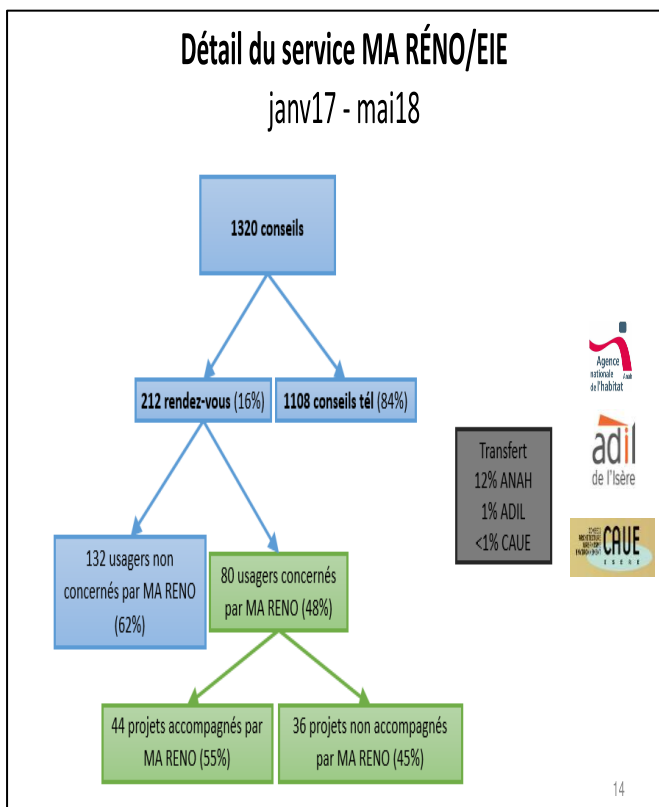 Détail du service MA RÉNO/EIE
janv17 - mai18
1320 conseils
212 rendez-vous (16%)
1108 conseils tél (84%)
Agence
nationale
de l'habitat
Anah
Transfert
12% ANAH
1% ADIL
<1% CAUE
adil
de l'Isère
CAUE
ISÈRE
132 usagers non
concernés par MA RENO
(62%)
80 usagers concernés
par MA RENO (48%)
44 projets accompagnés par
MA RENO (55%)
36 projets non accompagnés
par MA RENO (45%)
14